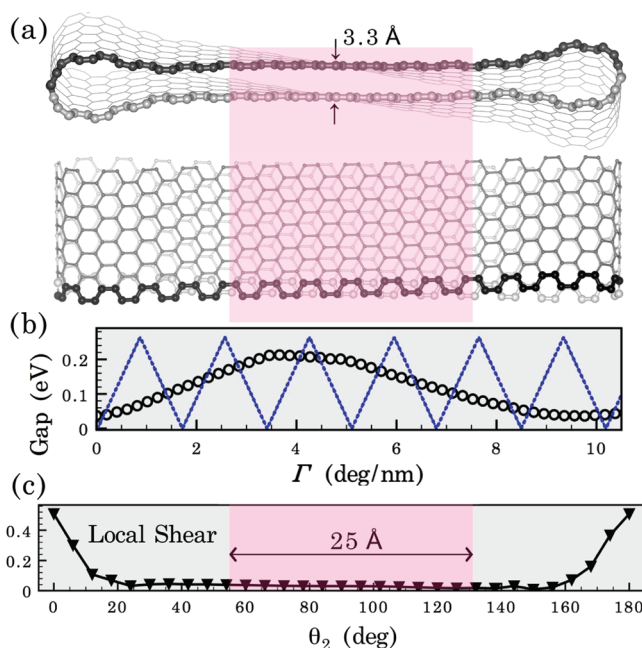 (a)
3.3 Å
(b)
Gap (eV)
0.2
0.1
0
0 2 4 6 8 10
Γ (deg/nm)
(c)
0.4
0.2
0
Local Shear
25 Å
0 20 40 60 80 100 120 140 160 180
θ₂ (deg)